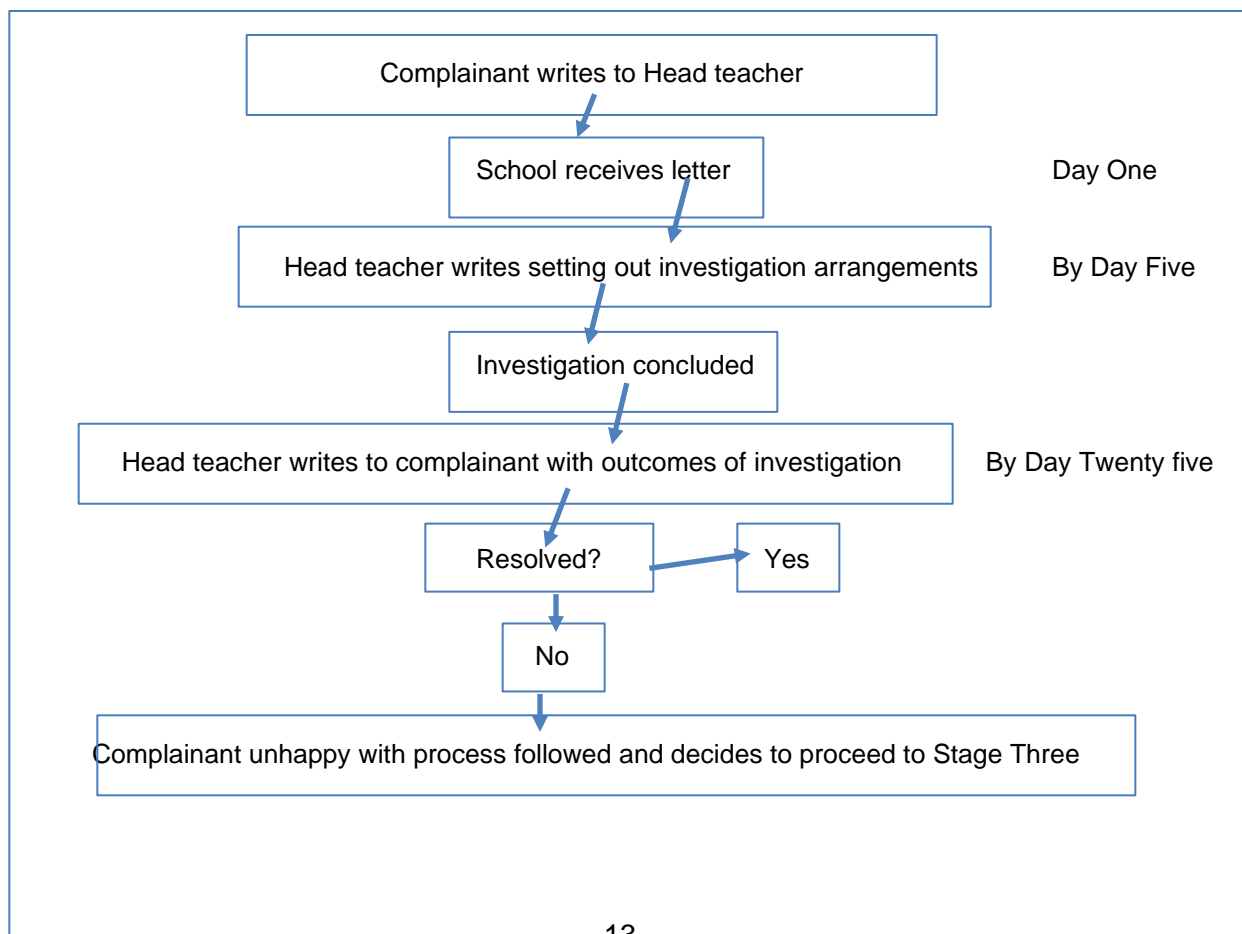 Complainant writes to Head teacher
School receives letter
Day One
Head teacher writes setting out investigation arrangements
By Day Five
Investigation concluded
Head teacher writes to complainant with outcomes of investigation
By Day Twenty five
Resolved?
Yes
No
Complainant unhappy with process followed and decides to proceed to Stage Three
13